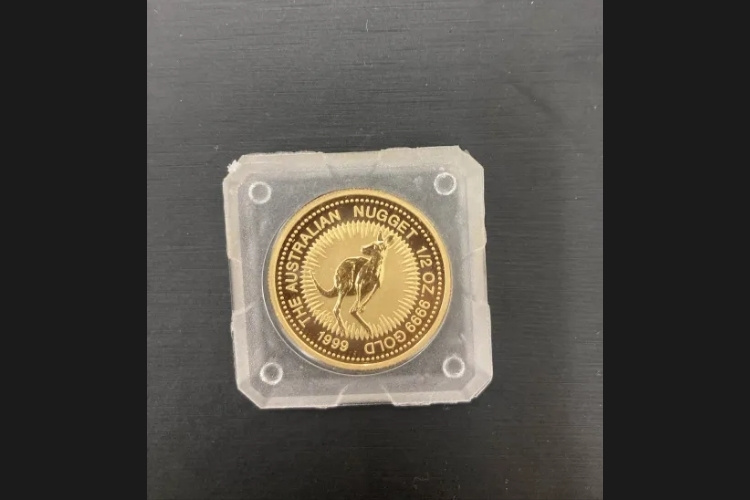 THE AUSTRALIAN NUGGET 1/2 OZ. 9999 GOLD
1999